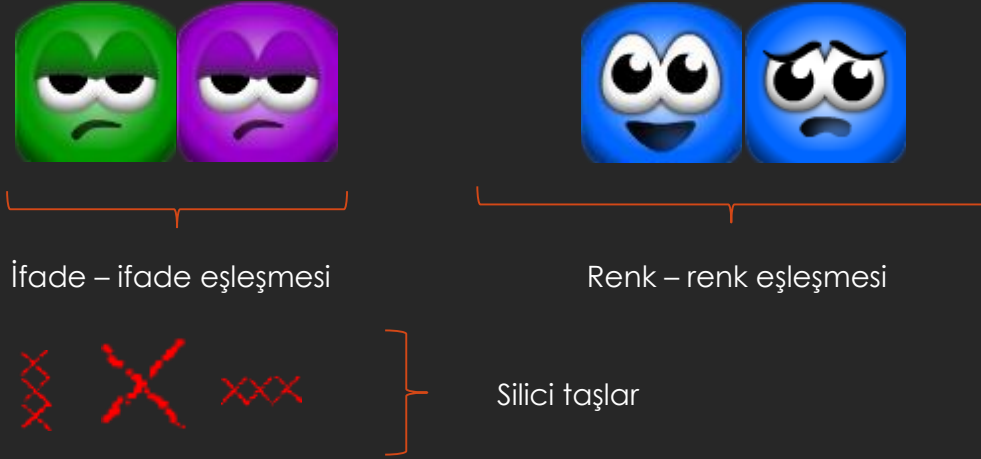 İfade – ifade eşleşmesi
Renk – renk eşleşmesi
Silici taşlar